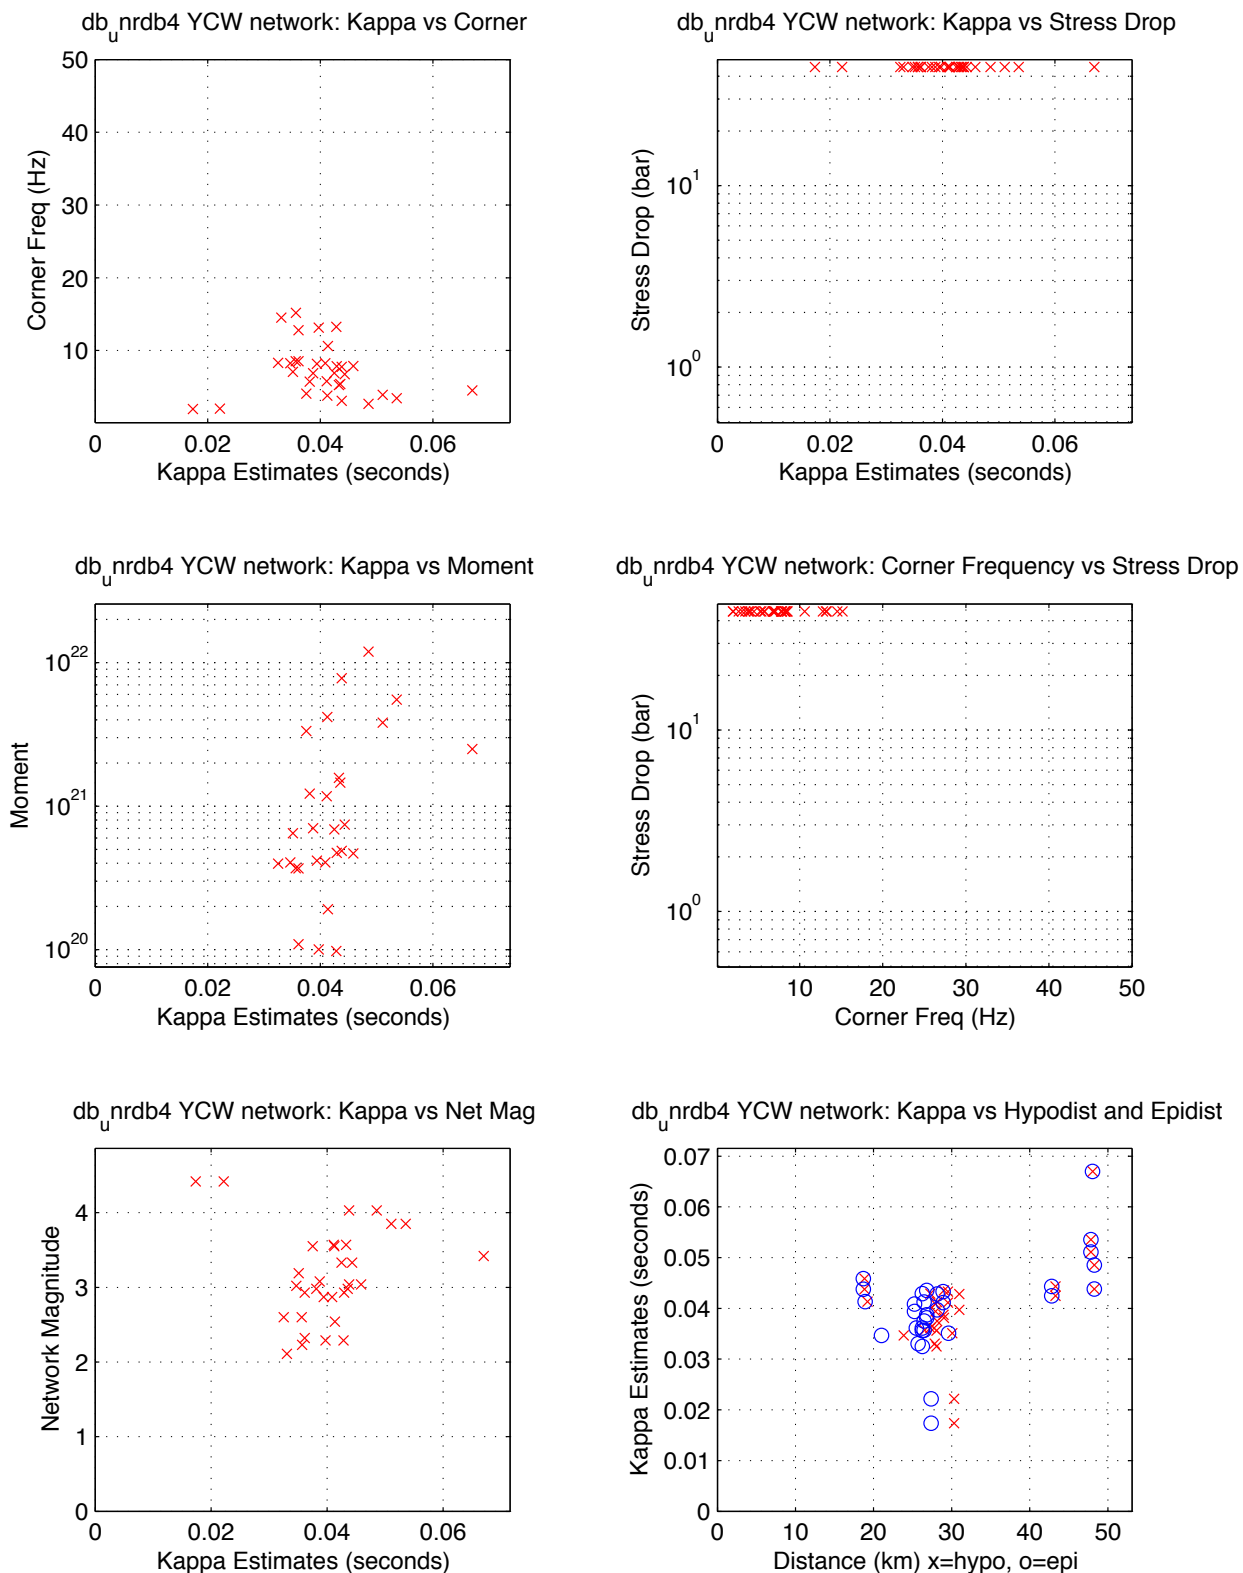 db_unrdb4 YCW network: Kappa vs Corner
50
40
30
20
10
Corner Freq (Hz)
0 0.02 0.04 0.06
Kappa Estimates (seconds)
db_unrdb4 YCW network: Kappa vs Stress Drop
10^1
10^0
Stress Drop (bar)
0 0.02 0.04 0.06
Kappa Estimates (seconds)
db_unrdb4 YCW network: Kappa vs Moment
10^22
10^21
10^20
Moment
0 0.02 0.04 0.06
Kappa Estimates (seconds)
db_unrdb4 YCW network: Corner Frequency vs Stress Drop
10^1
10^0
Stress Drop (bar)
10 20 30 40 50
Corner Freq (Hz)
db_unrdb4 YCW network: Kappa vs Net Mag
4
3
2
1
0
Network Magnitude
0 0.02 0.04 0.06
Kappa Estimates (seconds)
db_unrdb4 YCW network: Kappa vs Hypodist and Epidist
0.07
0.06
0.05
0.04
0.03
0.02
0.01
0
Kappa Estimates (seconds)
0 10 20 30 40 50
Distance (km) x=hypo, o=epi